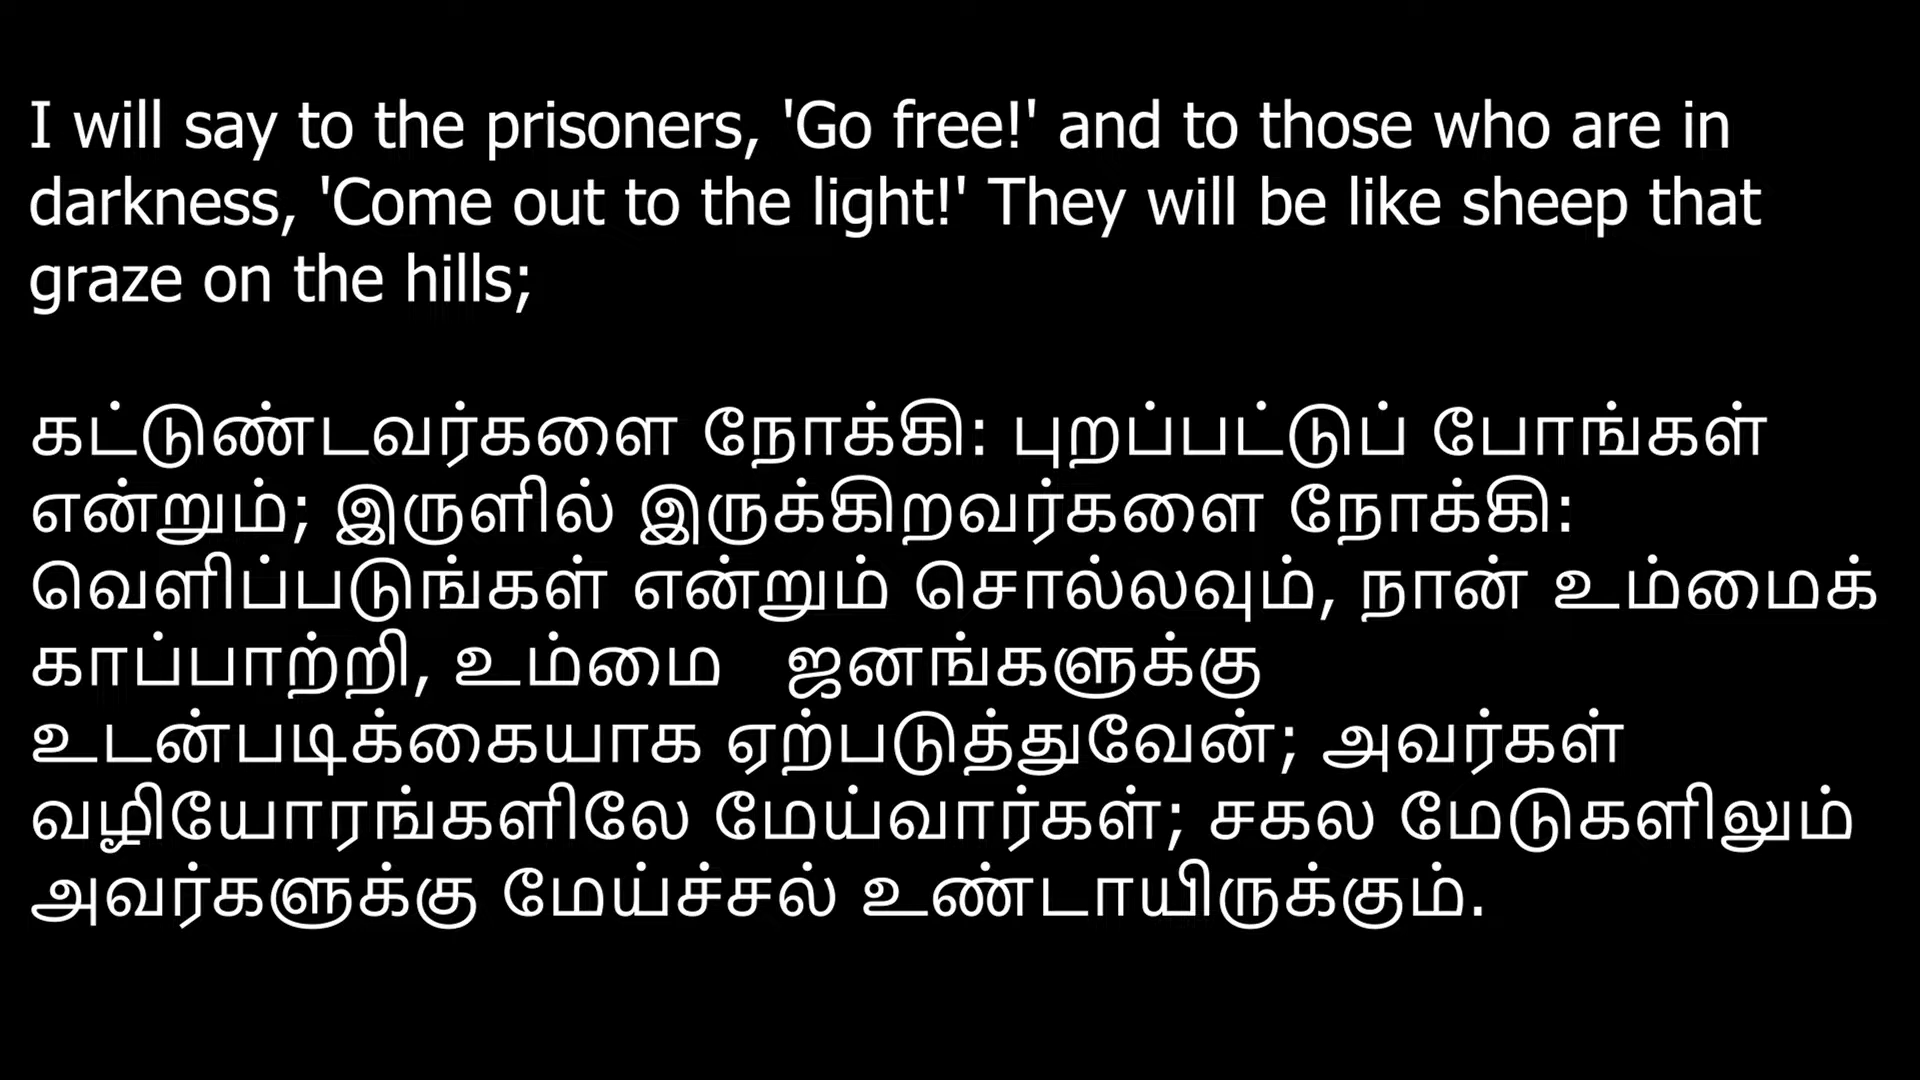 I will say to the prisoners, 'Go free!' and to those who are in
darkness, 'Come out to the light!' They will be like sheep that
graze on the hills;
கட்டுண்டவர்களை நோக்கி: புறப்பட்டுப் போங்கள்
என்றும்; இருளில் இருக்கிறவர்களை நோக்கி:
வெளிப்படுங்கள் என்றும் சொல்லவும், நான் உம்மைக்
காப்பாற்றி, உம்மை ஜனங்களுக்கு
உடன்படிக்கையாக ஏற்படுத்துவேன்; அவர்கள்
வழியோரங்களிலே மேய்வார்கள்; சகல மேடுகளிலும்
அவர்களுக்கு மேய்ச்சல் உண்டாயிருக்கும்.